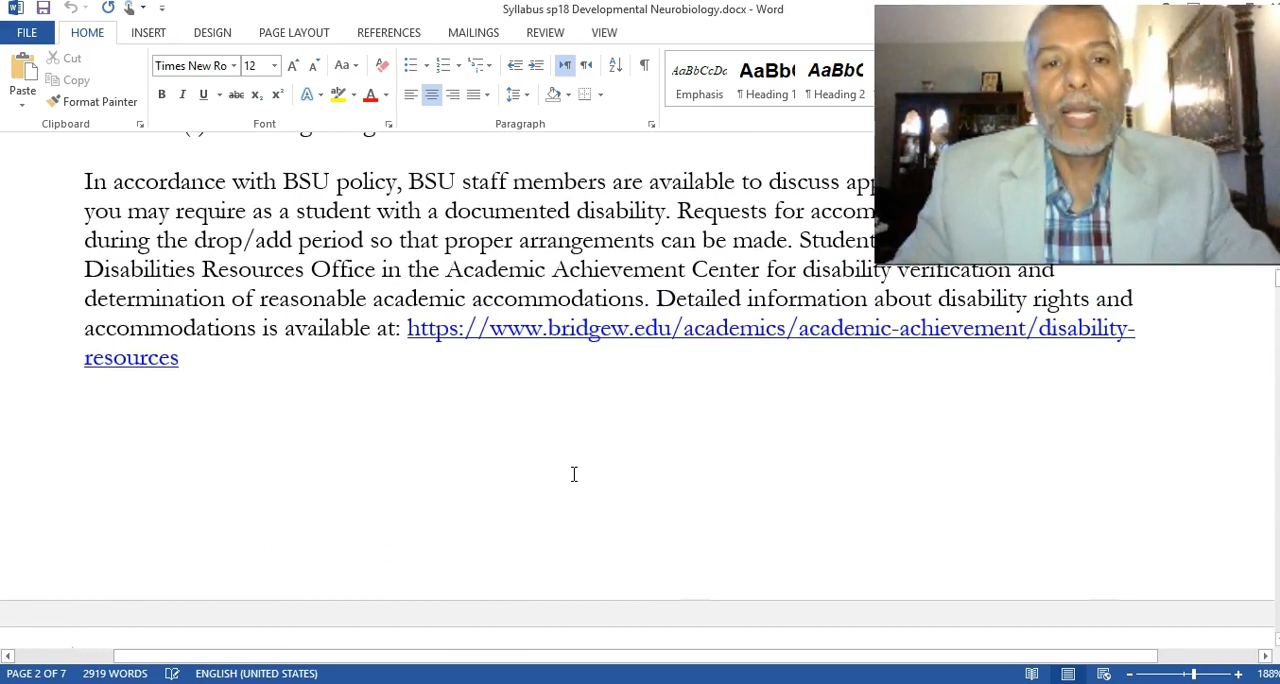 Syllabus sp18 Developmental Neurobiology.docx - Word
FILE HOME INSERT DESIGN PAGE LAYOUT REFERENCES MAILINGS REVIEW VIEW
Cut
Copy
Format Painter
Paste
Times New Ro 12 Aa
AaBbCcDc AaBb( AaBbC
Emphasis ¶ Heading 1 ¶ Heading 2
Clipboard Font Paragraph
In accordance with BSU policy, BSU staff members are available to discuss
you may require as a student with a documented disability. Requests for
during the drop/add period so that proper arrangements can be made.
Disabilities Resources Office in the Academic Achievement Center for disability verification and
determination of reasonable academic accommodations. Detailed information about disability rights and
accommodations is available at: https://www.bridgew.edu/academics/academic-achievement/disability-
resources
PAGE 2 OF 7 2919 WORDS ENGLISH (UNITED STATES) 188%